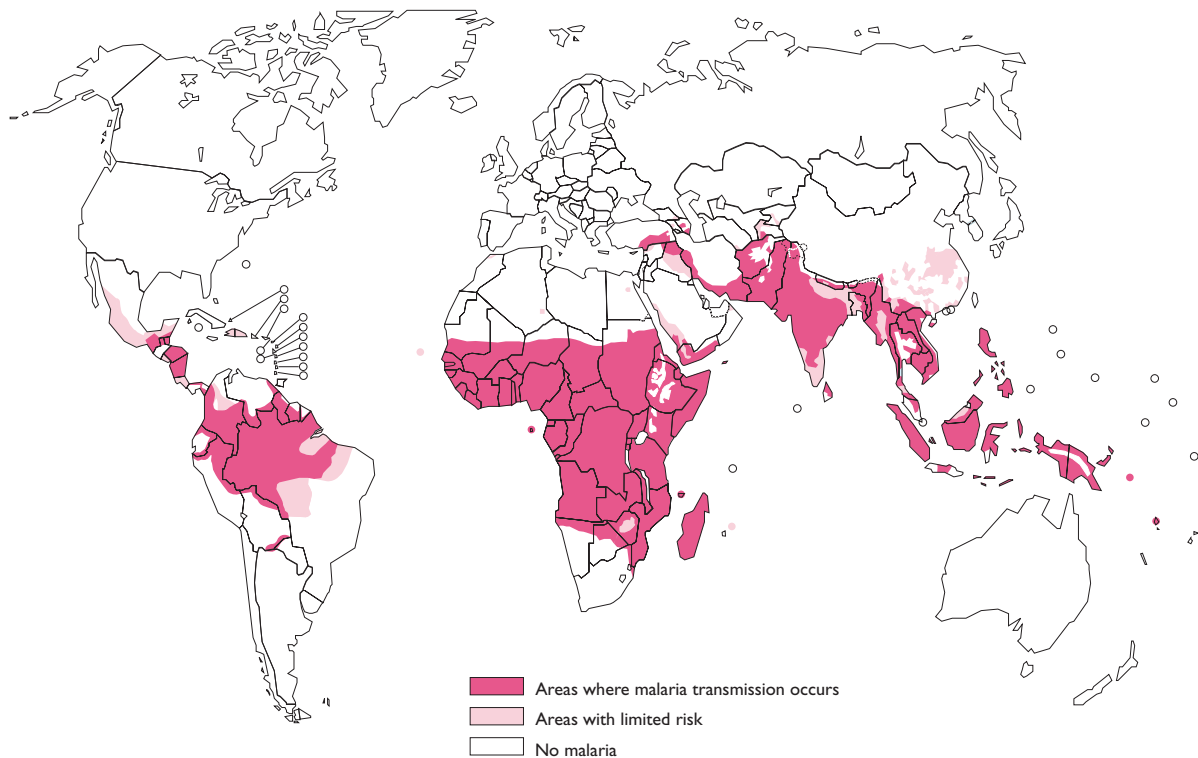 Areas where malaria transmission occurs
Areas with limited risk
No malaria